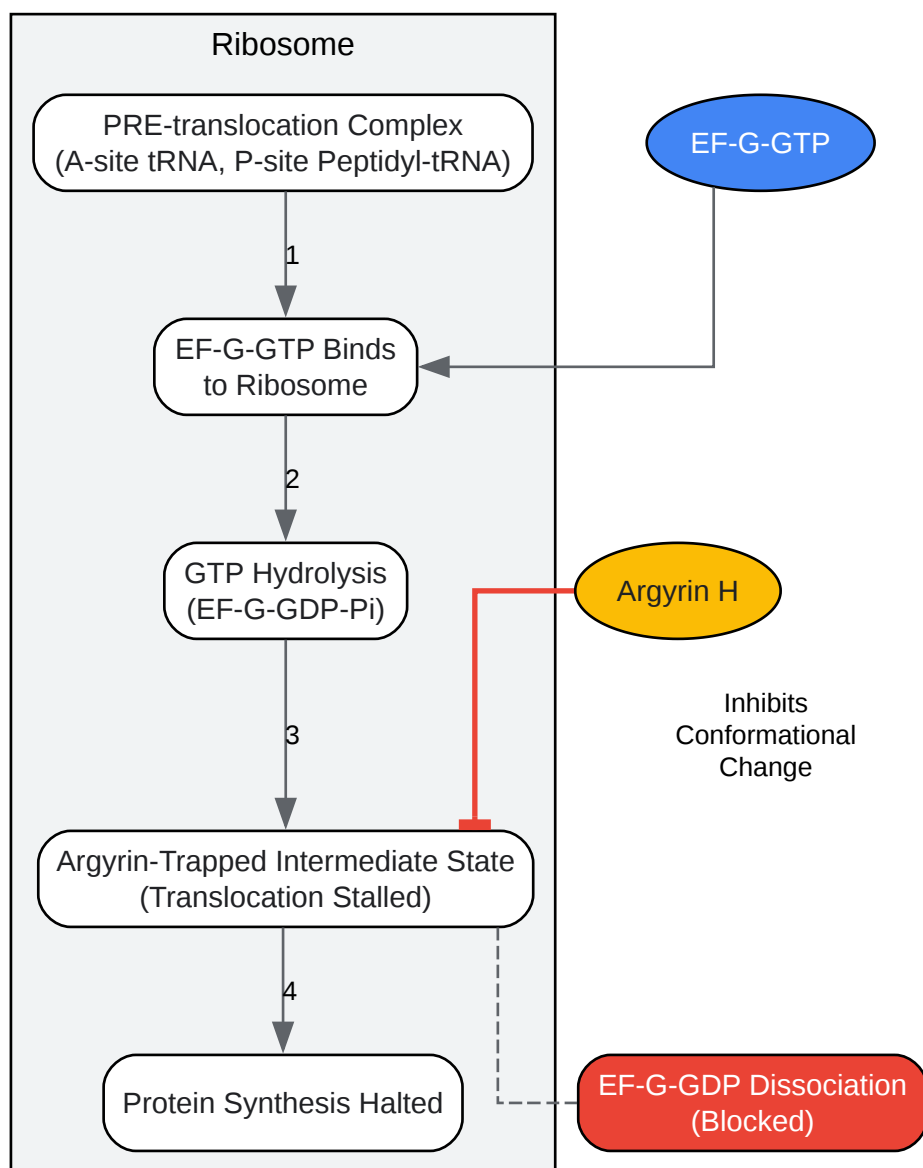 Ribosome
PRE-translocation Complex
(A-site tRNA, P-site Peptidyl-tRNA)
EF-G-GTP
1
EF-G-GTP Binds
to Ribosome
2
GTP Hydrolysis
(EF-G-GDP-Pi)
Argyrin H
Inhibits
Conformational
Change
3
Argyrin-Trapped Intermediate State
(Translocation Stalled)
4
Protein Synthesis Halted
EF-G-GDP Dissociation
(Blocked)